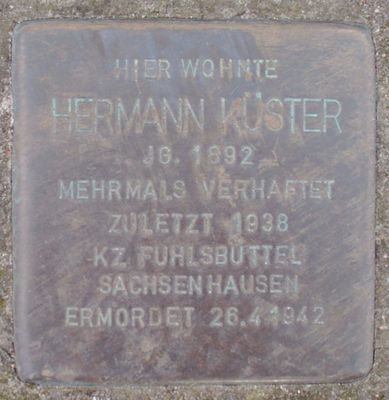 HIER WOHNTE
HERMANN KÜSTER
JG. 1892
MEHRMALS VERHAFTET
ZULETZT 1938
KZ. FUHLSBÜTTEL
SACHSENHAUSEN
ERMORDET 26.4.1942